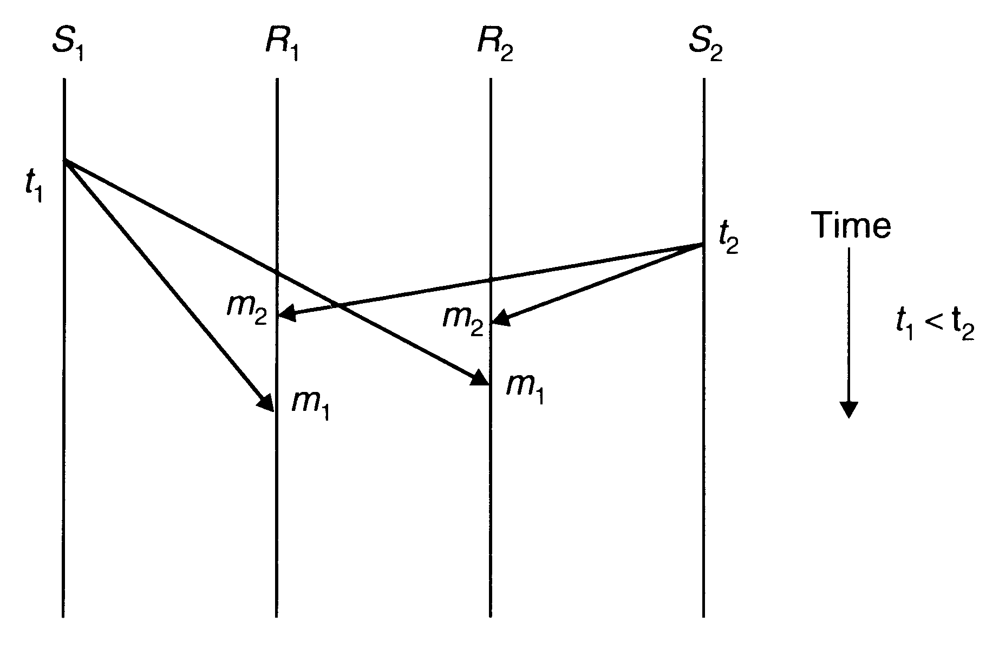 S₁ R₁ R₂ S₂
t₁
t₂
Time
m₂
m₂
t₁ < t₂
m₁
m₁